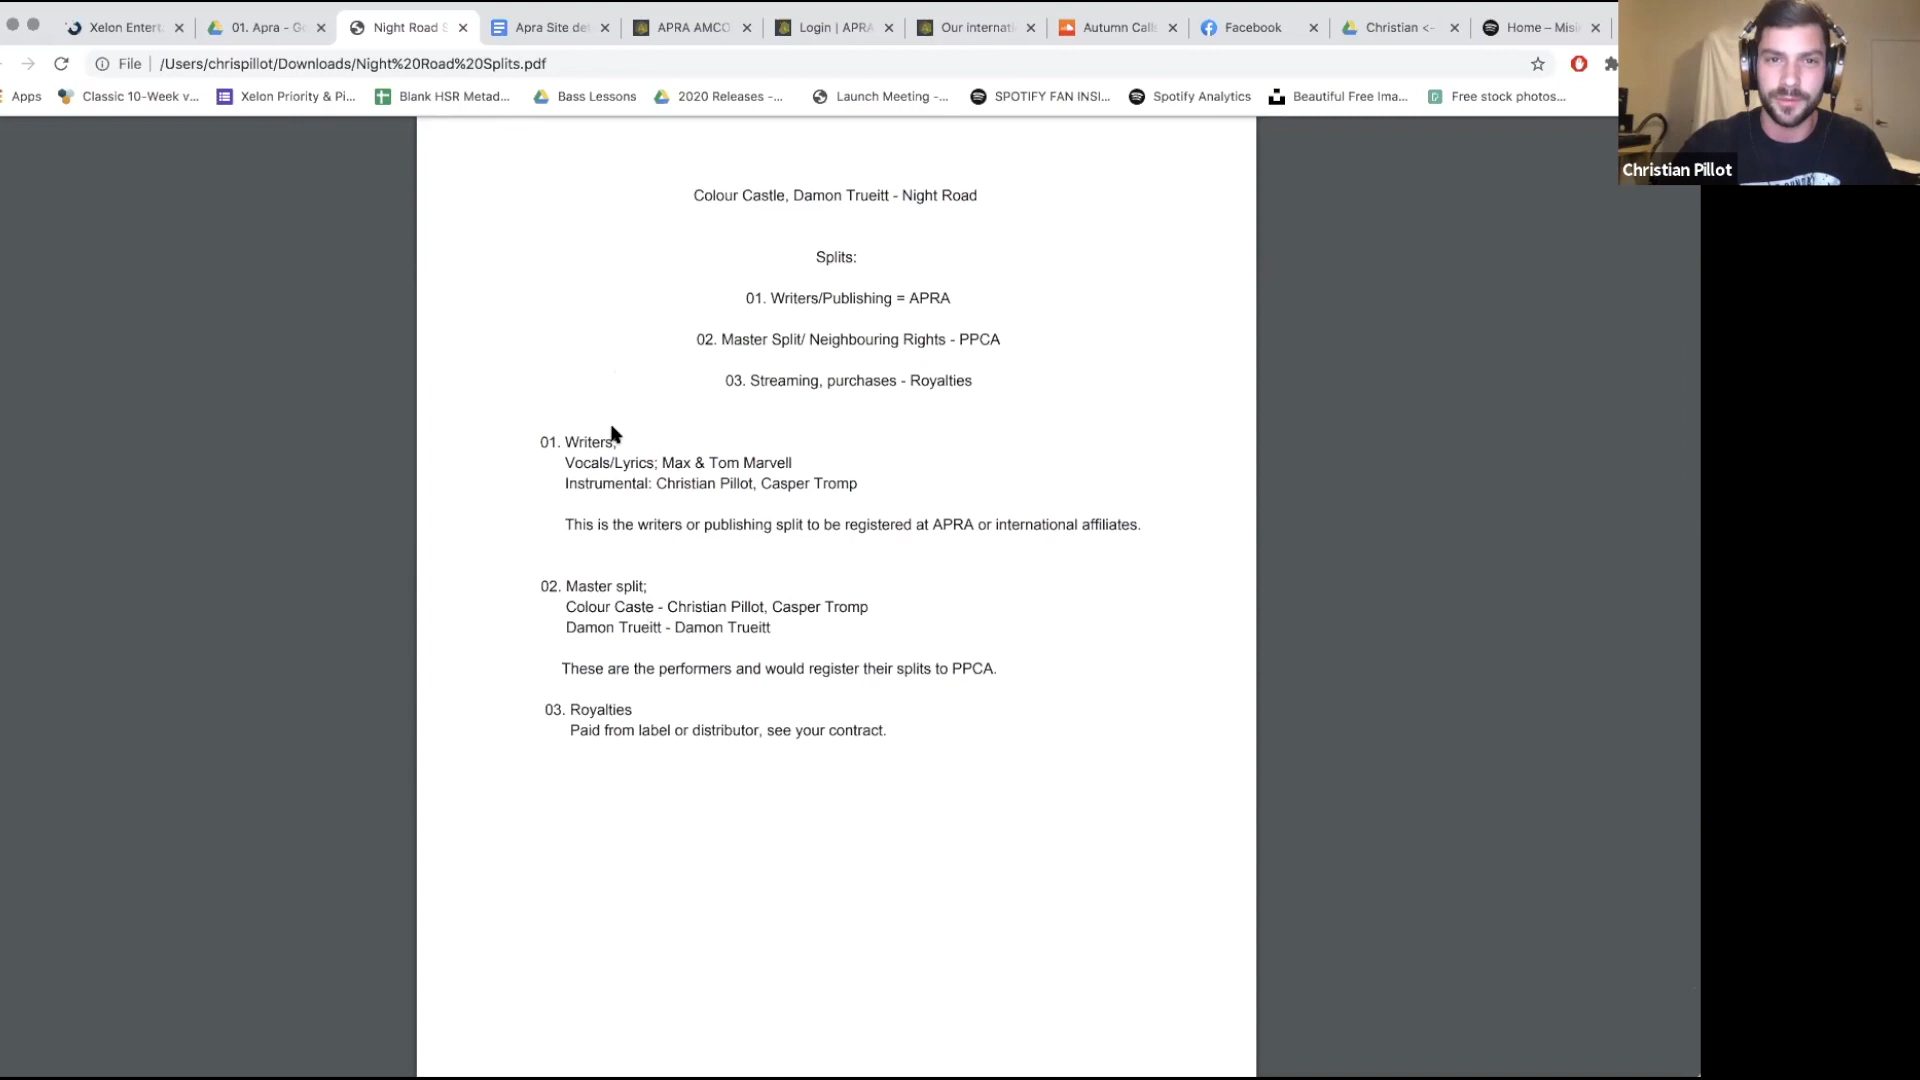 Xelon Entert
01. Apra - Go
Night Road S
Apra Site de
APRA AMCO
Login | APRA
Our internati
Autumn Calls
Facebook
Christian <-
Home – Misi
File
/Users/chrispillot/Downloads/Night%20Road%20Splits.pdf
Apps
Classic 10-Week v...
Xelon Priority & Pi...
Blank HSR Metad...
Bass Lessons
2020 Releases -...
Launch Meeting -...
SPOTIFY FAN INSI...
Spotify Analytics
Beautiful Free Ima...
Free stock photos...
Christian Pillot
Colour Castle, Damon Trueitt - Night Road
Splits:
01. Writers/Publishing = APRA
02. Master Split/ Neighbouring Rights - PPCA
03. Streaming, purchases - Royalties
01. Writers;
Vocals/Lyrics; Max & Tom Marvell
Instrumental: Christian Pillot, Casper Tromp
This is the writers or publishing split to be registered at APRA or international affiliates.
02. Master split;
Colour Caste - Christian Pillot, Casper Tromp
Damon Trueitt - Damon Trueitt
These are the performers and would register their splits to PPCA.
03. Royalties
Paid from label or distributor, see your contract.